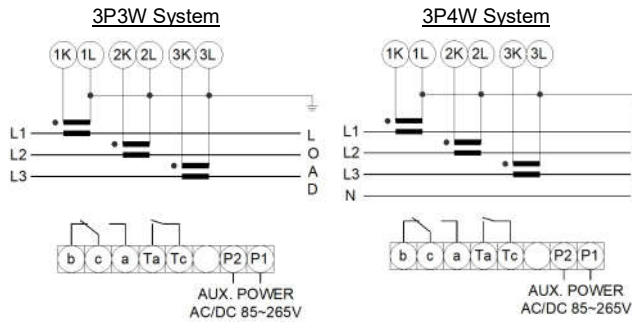 3P3W System
3P4W System
1K 1L 2K 2L 3K 3L
1K 1L 2K 2L 3K 3L
L1
L2
L3
L
O
A
D
L1
L2
L3
N
b c a Ta Tc P2 P1
AUX. POWER
AC/DC 85~265V
b c a Ta Tc P2 P1
AUX. POWER
AC/DC 85~265V